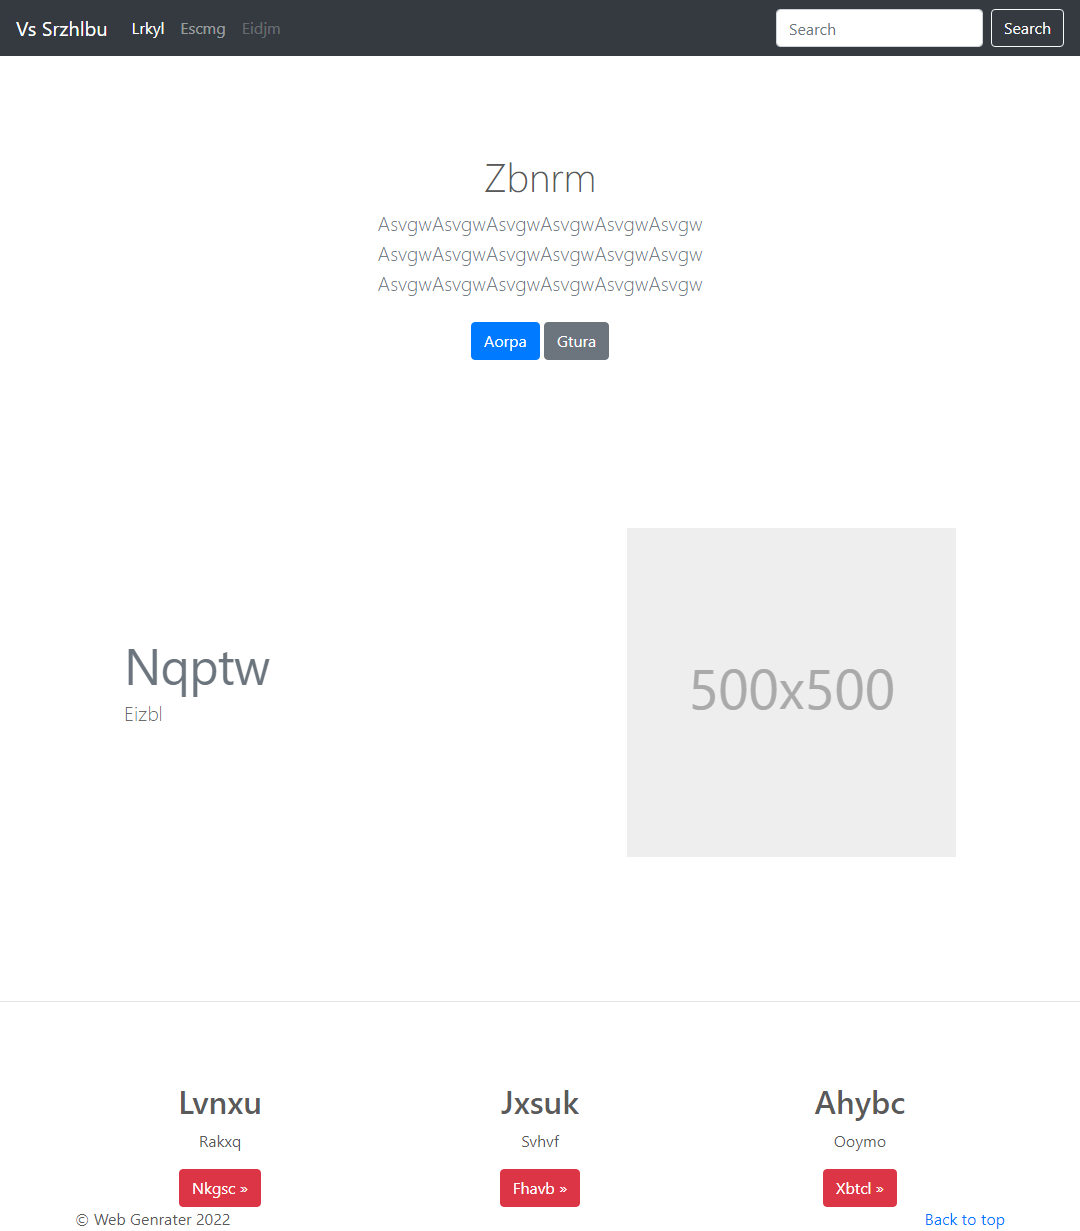 Vs Srzhlbu Lrkyl Escmg Eidjm Search Search
Zbnrm
AsvgwAsvgwAsvgwAsvgwAsvgwAsvgw
AsvgwAsvgwAsvgwAsvgwAsvgwAsvgw
AsvgwAsvgwAsvgwAsvgwAsvgwAsvgw
Aorpa Gtura
Nqptw
Eizbl
500x500
Lvnxu Jxsuk Ahybc
Rakxq Svhvf Ooymo
Nkgsc » Fhavb » Xbtcl »
© Web Genrater 2022 Back to top